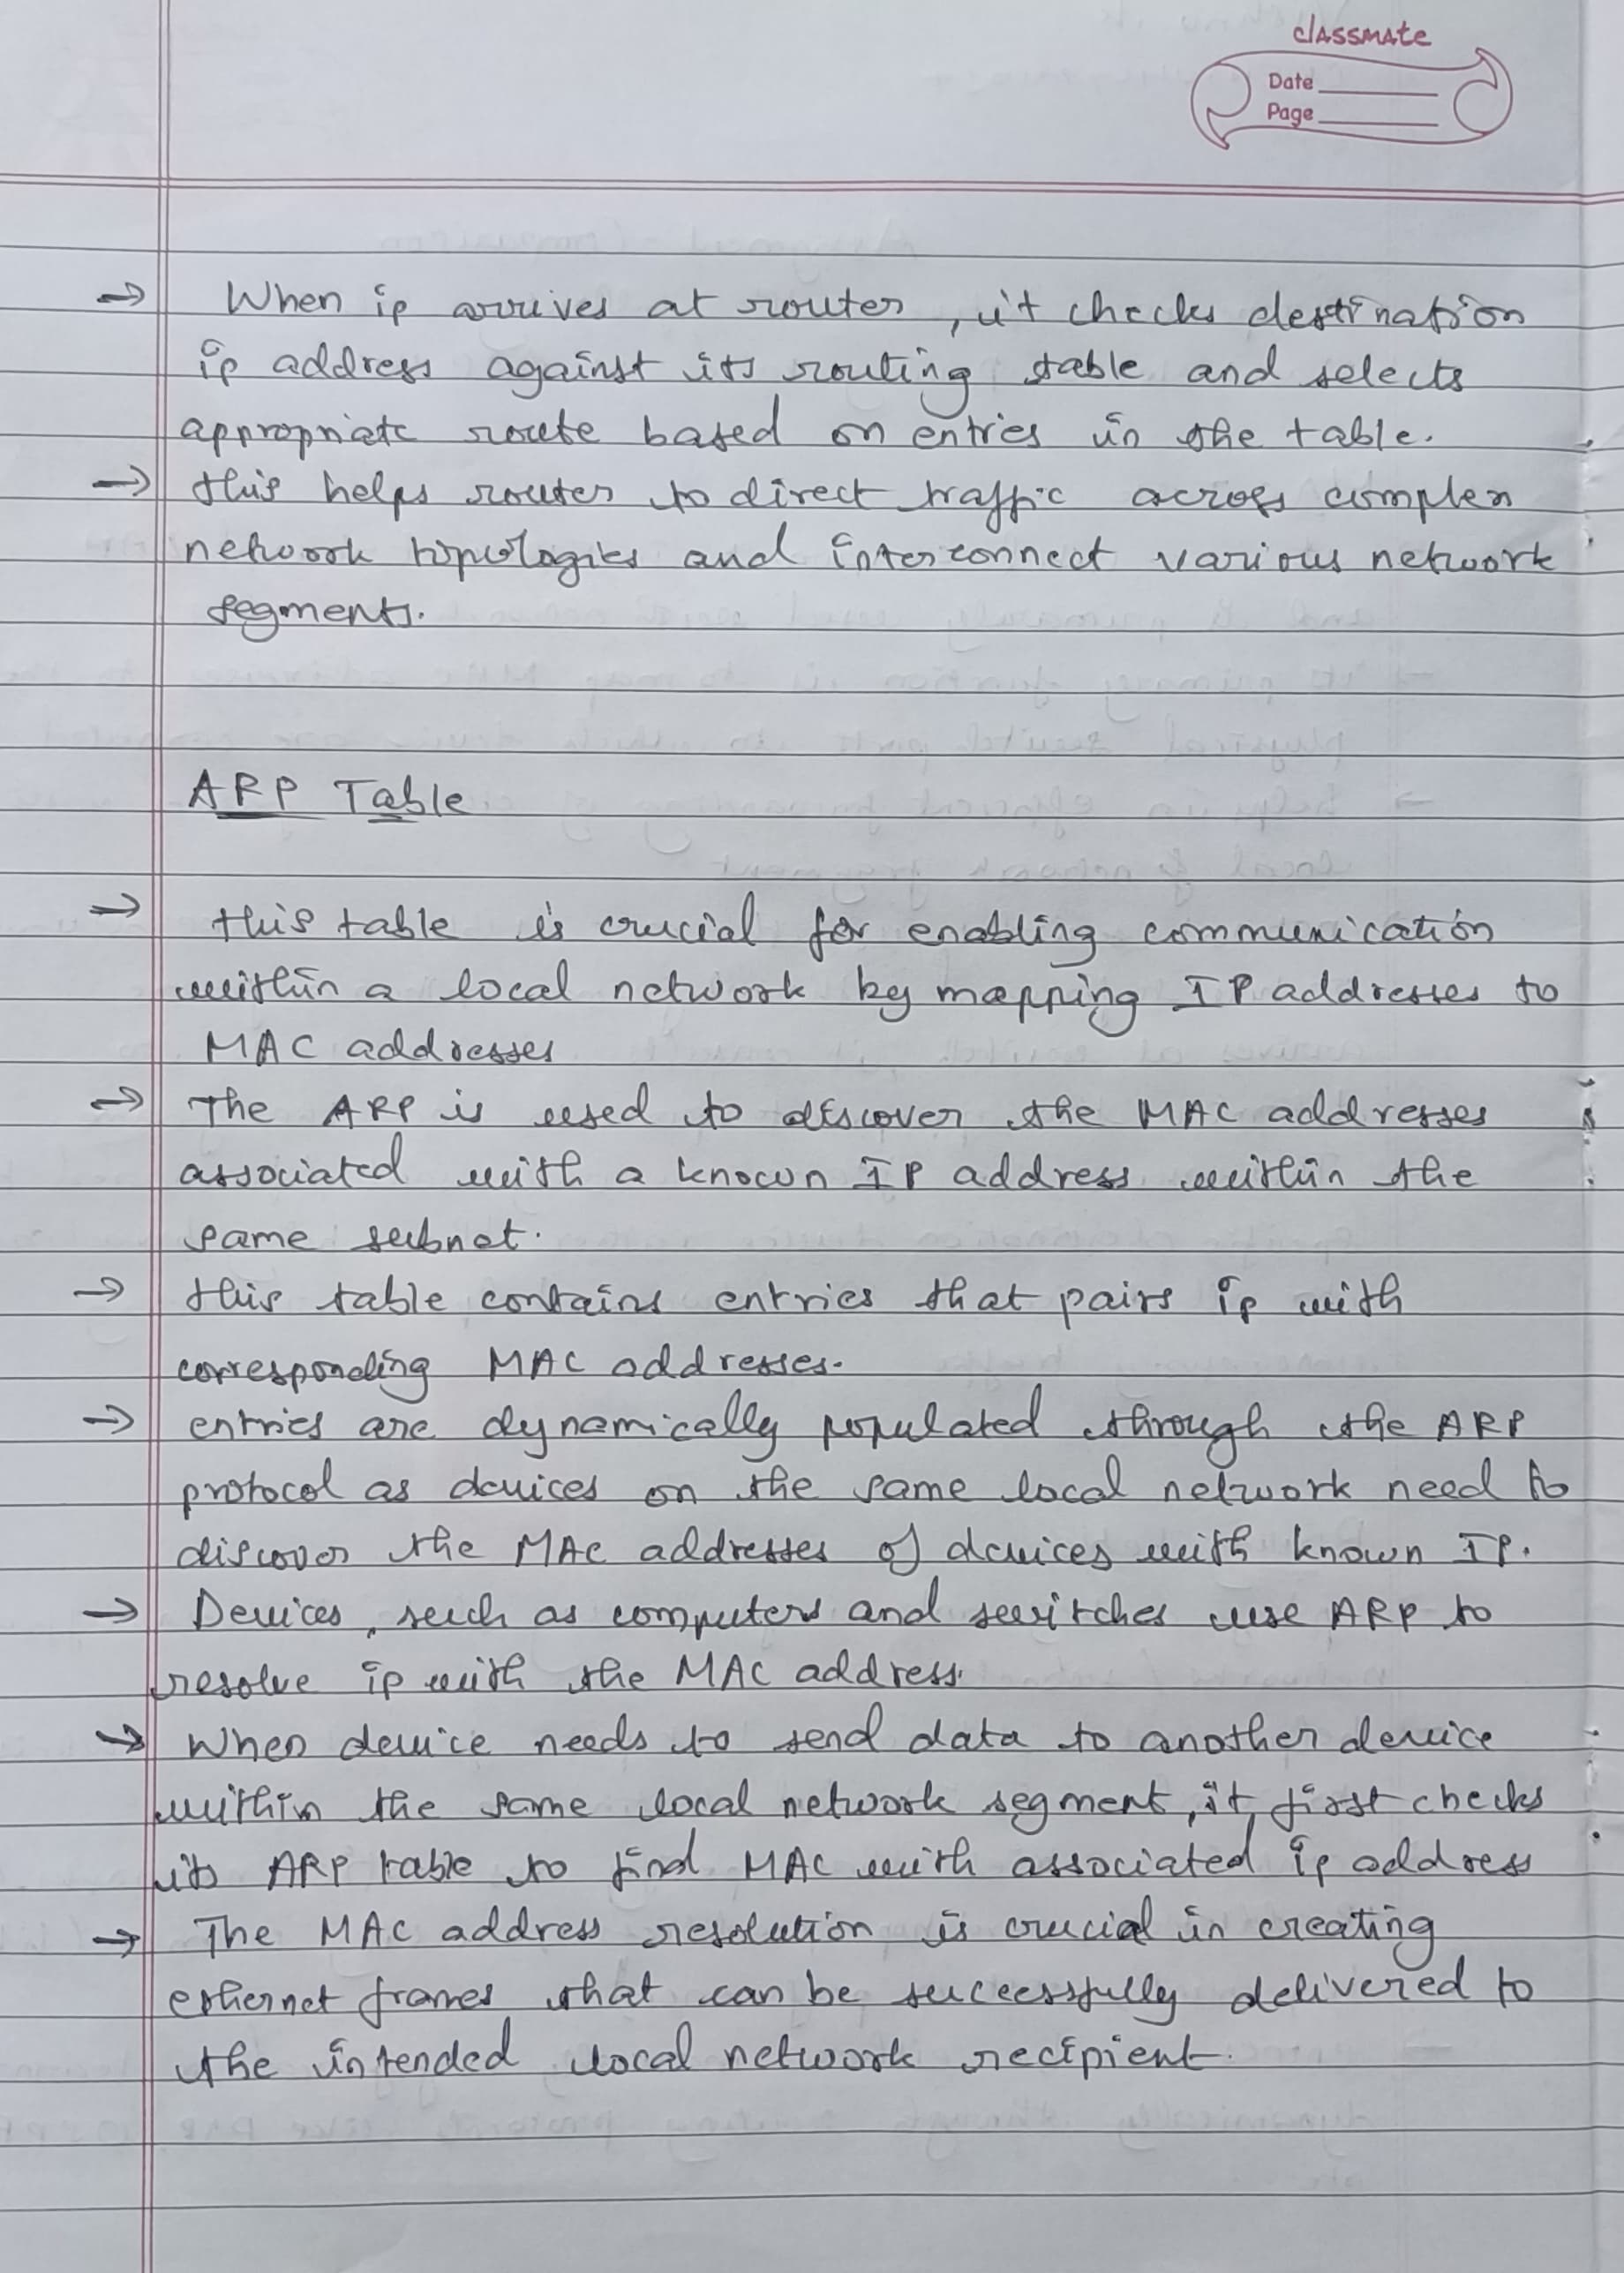 classmate
Date
Page
→ When ip arrives at router, it checks destination
ip address against its routing table and selects
appropriate route based on entries in the table.
→ this helps router to direct traffic across complex
network topologies and interconnect various network
segments.
ARP Table
→ this table is crucial for enabling communication
within a local network by mapping IP addresses to
MAC addresses
→ The ARP is used to discover the MAC addresses
associated with a known IP address within the
same subnet.
→ this table contains entries that pairs ip with
corresponding MAC addresses.
→ entries are dynamically populated through the ARP
protocol as devices on the same local network need to
discover the MAC addresses of devices with known IP.
→ Devices, such as computers and switches use ARP to
resolve ip with the MAC address.
→ When device needs to send data to another device
within the same local network segment, it first checks
its ARP table to find MAC with associated ip address
→ The MAC address resolution is crucial in creating
ethernet frames that can be successfully delivered to
the intended local network recipient.